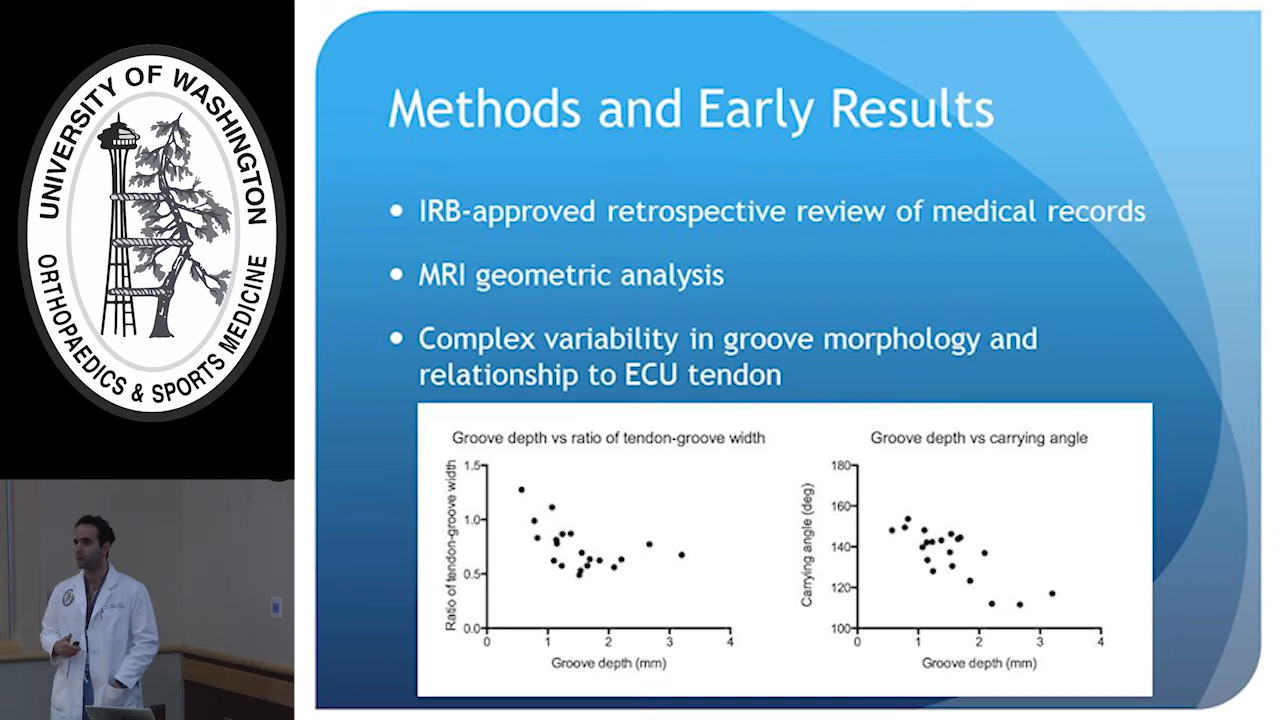 UNIVERSITY OF WASHINGTON
ORTHOPAEDICS & SPORTS MEDICINE
Methods and Early Results
• IRB-approved retrospective review of medical records
• MRI geometric analysis
• Complex variability in groove morphology and
relationship to ECU tendon
Groove depth vs ratio of tendon-groove width
Ratio of tendon-groove width
1.5
1.0
0.5
0.0
0 1 2 3 4
Groove depth (mm)
Groove depth vs carrying angle
Carrying angle (deg)
180
160
140
120
100
0 1 2 3 4
Groove depth (mm)